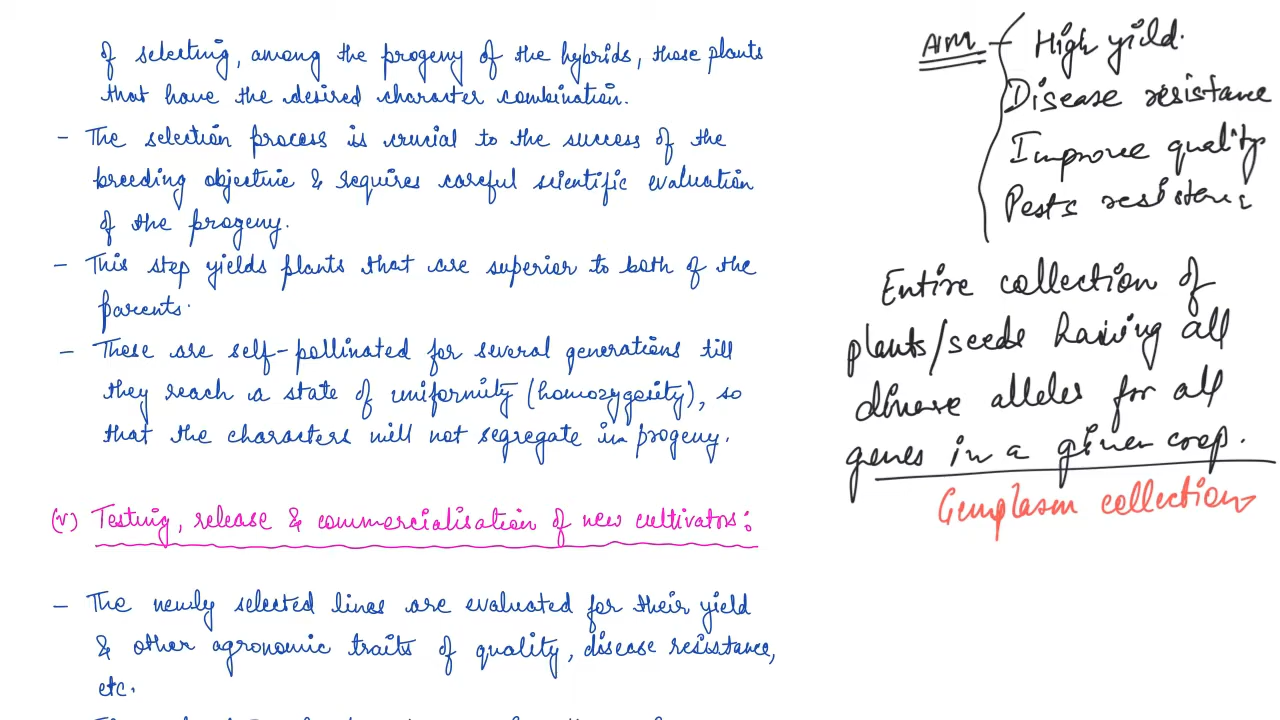 of selecting, among the progeny of the hybrids, those plants
that have the desired character combination.
- The selection process is crucial to the success of the
breeding objective & requires careful scientific evaluation
of the progeny.
- This step yields plants that are superior to both of the
parents.
- These are self-pollinated for several generations till
they reach a state of uniformity (homozygosity), so
that the characters will not segregate in progeny.
(v) Testing, release & commercialisation of new cultivators:
- The newly selected lines are evaluated for their yield
& other agronomic traits of quality, disease resistance,
etc.
AIM - High yield.
Disease resistance
Improve quality
Pests resistence
Entire collection of
plants/seeds having all
diverse alleles for all
genes in a given crop.
Germplasm collection